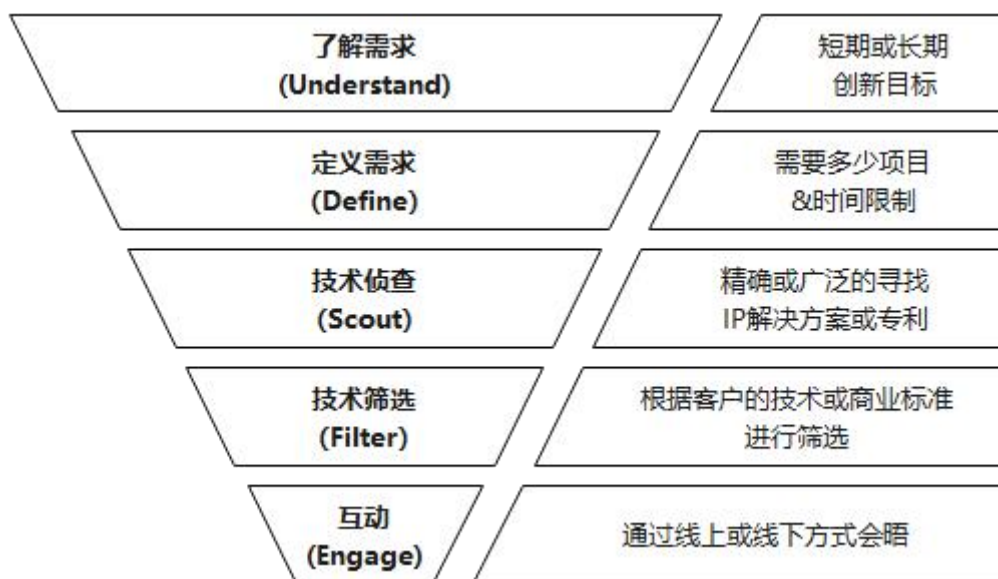 了解需求
(Understand)
短期或长期
创新目标
定义需求
(Define)
需要多少项目
&时间限制
技术侦查
(Scout)
精确或广泛的寻找
IP解决方案或专利
技术筛选
(Filter)
根据客户的技术或商业标准
进行筛选
互动
(Engage)
通过线上或线下方式会晤